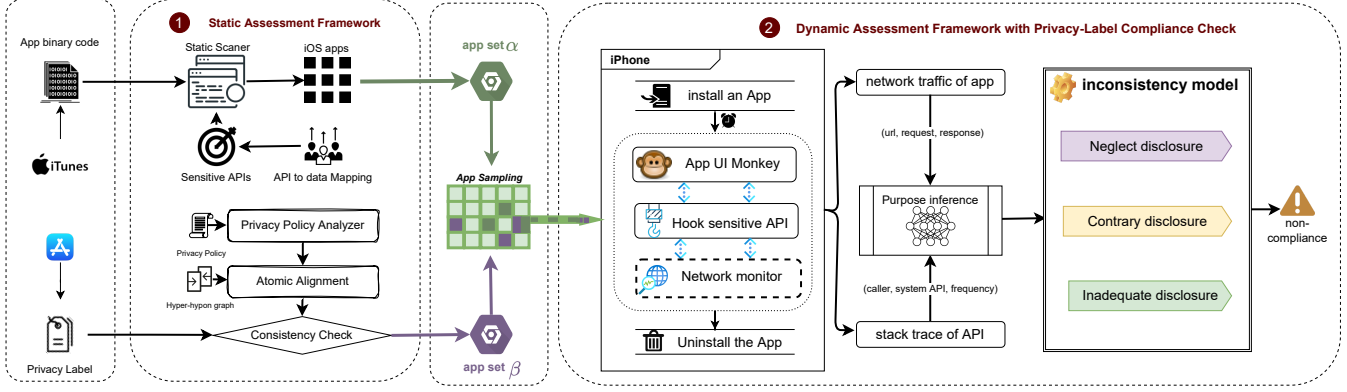 App binary code
iTunes
Privacy Label
1
Static Assessment Framework
Static Scaner
iOS apps
Sensitive APIs
API to data Mapping
Privacy Policy Analyzer
Privacy Policy
Atomic Alignment
Hyper-hypon graph
Consistency Check
app set α
App Sampling
app set β
2
Dynamic Assessment Framework with Privacy-Label Compliance Check
iPhone
install an App
App UI Monkey
Hook sensitive API
Network monitor
Uninstall the App
network traffic of app
(url, request, response)
Purpose inference
(caller, system API, frequency)
stack trace of API
inconsistency model
Neglect disclosure
Contrary disclosure
Inadequate disclosure
non-
compliance